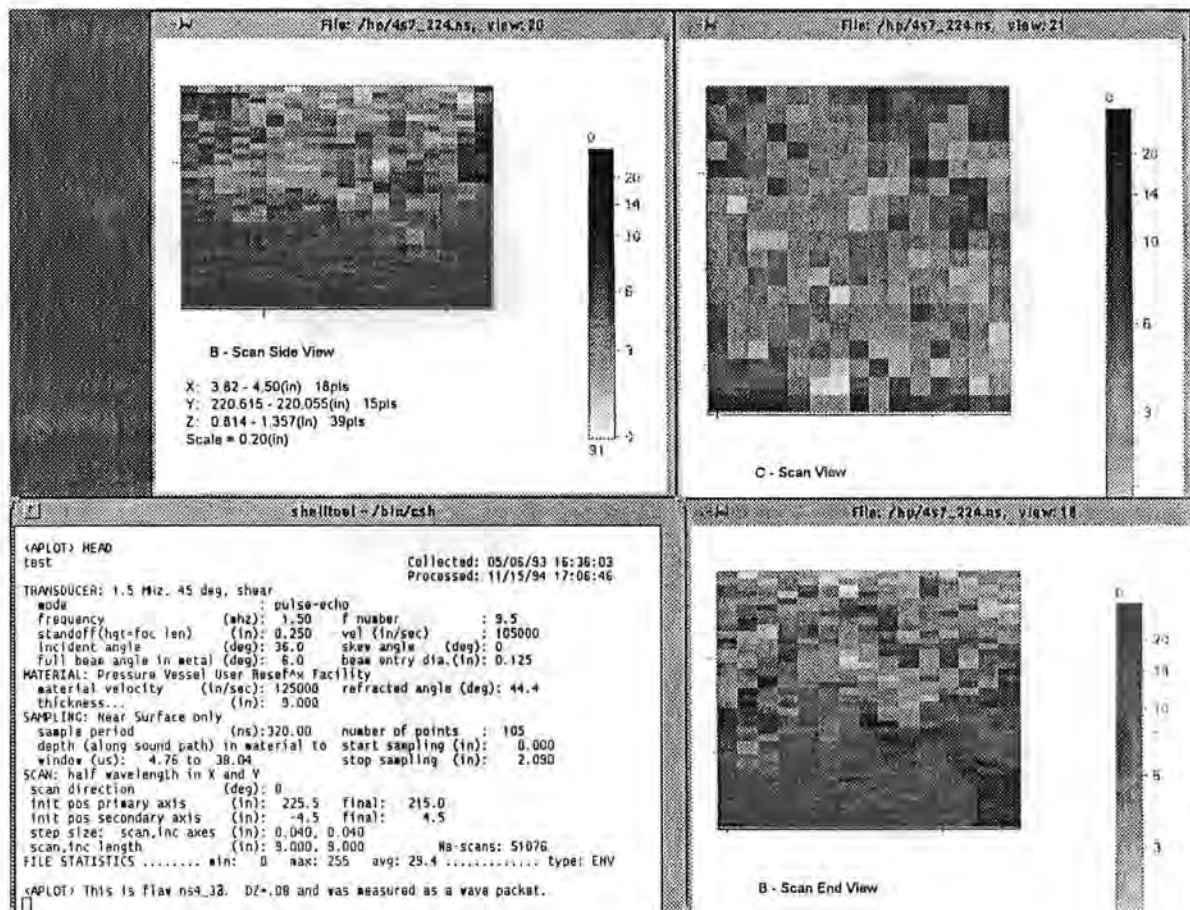 File: /hp/4s7_224.ns, view:20
0
20
14
10
6
3
0
91
B - Scan Side View
X: 3.82 - 4.50(in) 18pls
Y: 220.615 - 220.055(in) 15pls
Z: 0.814 - 1.357(in) 39pls
Scale = 0.20(in)
File: /hp/4s7_224.ns, view:21
0
20
14
10
6
3
C - Scan View
shelltool - /bin/csh
<APLOT> HEAD
test Collected: 05/06/93 16:36:03
Processed: 11/15/94 17:06:46
TRANSDUCER: 1.5 MHz, 45 deg, shear
mode : pulse-echo
frequency (mhz): 1.50 f number : 9.5
standoff(hgt=foc len) (in): 0.250 vel (in/sec) : 105000
incident angle (deg): 36.0 skew angle (deg): 0
full beam angle in metal (deg): 6.0 beam entry dia.(in): 0.125
MATERIAL: Pressure Vessel User Resef^x Facility
material velocity (in/sec): 125000 refracted angle (deg): 44.4
thickness... (in): 9.000
SAMPLING: Near Surface only
sample period (ns):320.00 number of points : 105
depth (along sound path) in material to start sampling (in): 0.000
window (us): 4.76 to 38.04 stop sampling (in): 2.090
SCAN: half wavelength in X and Y
scan direction (deg): 0
init pos primary axis (in): 225.5 final: 215.0
init pos secondary axis (in): -4.5 final: 4.5
step size: scan,inc axes (in): 0.040, 0.040
scan,inc length (in): 9.000, 9.000 Na-scans: 51076
FILE STATISTICS ........ min: 0 max: 255 avg: 29.4 ............. type: ENV
<APLOT> This is flaw ns4_33. DZ=.08 and was measured as a wave packet.
File: /hp/4s7_224.ns, view:18
0
20
10
3
B - Scan End View